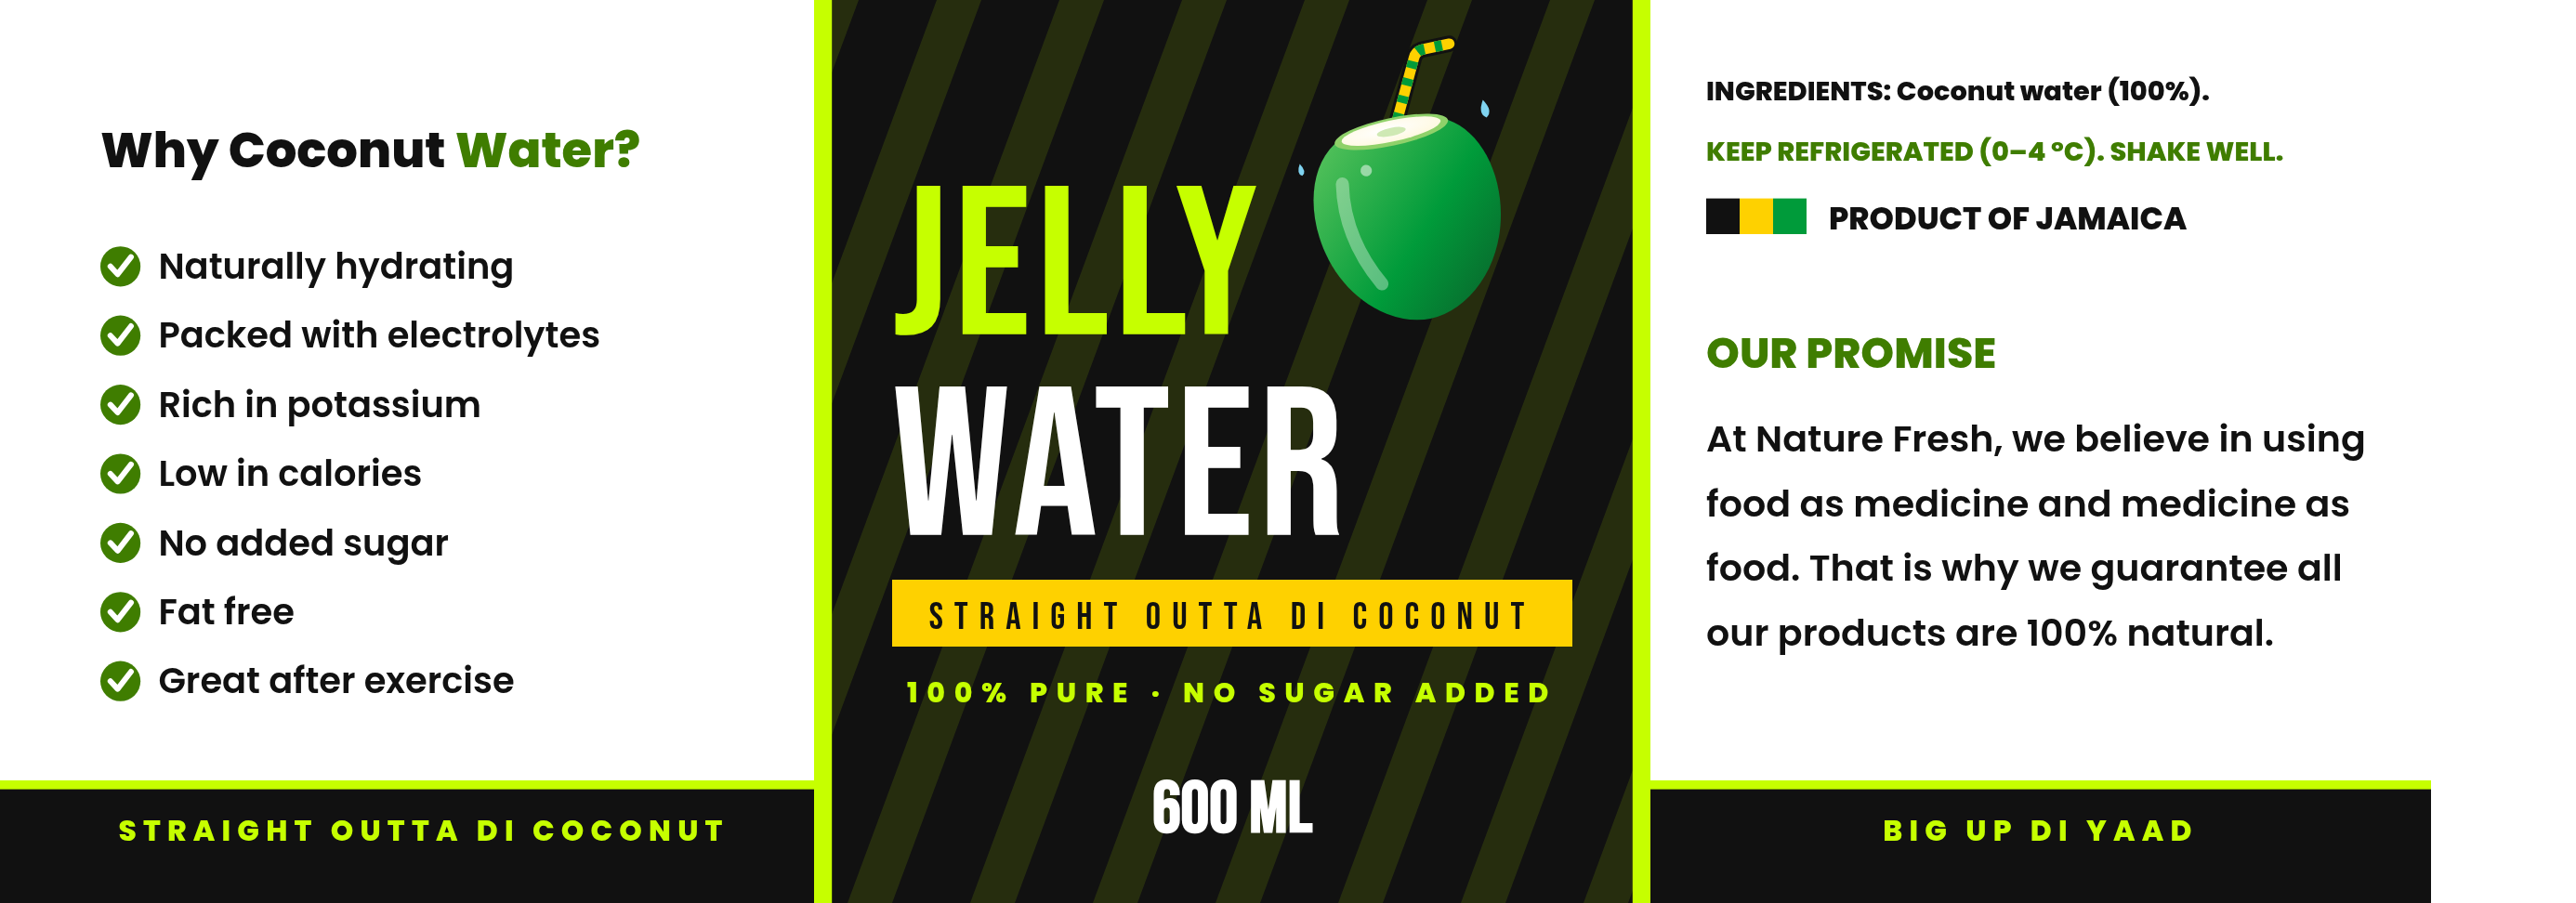 Why Coconut Water?
Naturally hydrating
Packed with electrolytes
Rich in potassium
Low in calories
No added sugar
Fat free
Great after exercise
STRAIGHT OUTTA DI COCONUT
JELLY
WATER
STRAIGHT OUTTA DI COCONUT
100% PURE · NO SUGAR ADDED
600 ML
INGREDIENTS: Coconut water (100%).
KEEP REFRIGERATED (0–4 °C). SHAKE WELL.
PRODUCT OF JAMAICA
OUR PROMISE
At Nature Fresh, we believe in using
food as medicine and medicine as
food. That is why we guarantee all
our products are 100% natural.
BIG UP DI YAAD